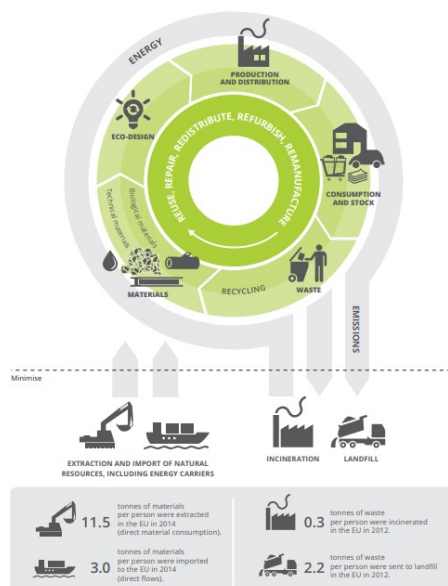 ENERGY
PRODUCTION
AND DISTRIBUTION
ECO-DESIGN
REUSE, REPAIR, REDISTRIBUTE, REFURBISH, REMANUFACTURE
CONSUMPTION
AND STOCK
Technical materials
Biological materials
MATERIALS
RECYCLING
WASTE
EMISSIONS
Minimise
EXTRACTION AND IMPORT OF NATURAL
RESOURCES, INCLUDING ENERGY CARRIERS
INCINERATION
LANDFILL
11.5
tonnes of materials
per person were extracted
in the EU in 2014
(direct material consumption).
3.0
tonnes of materials
per person were imported
to the EU in 2014
(direct flows).
0.3
tonnes of waste
per person were incinerated
in the EU in 2012.
2.2
tonnes of waste
per person were sent to landfill
in the EU in 2012.